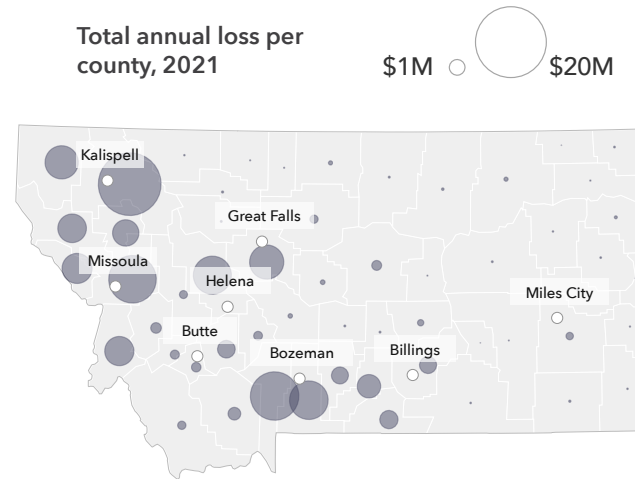 Total annual loss per
county, 2021
$1M
$20M
Kalispell
Great Falls
Missoula
Helena
Miles City
Butte
Bozeman
Billings